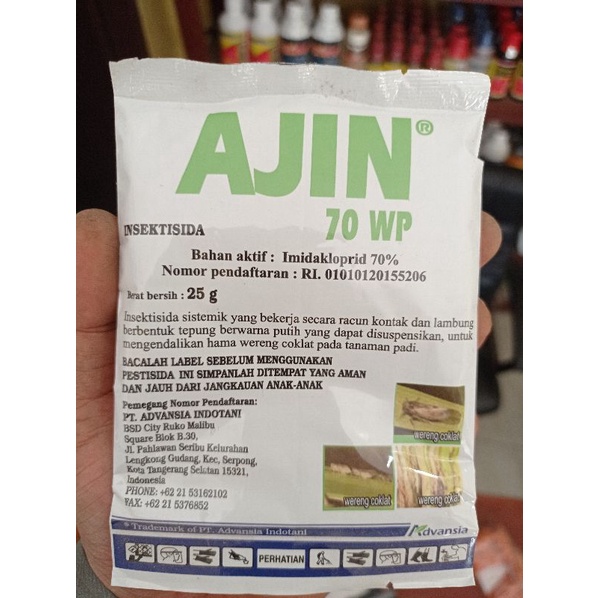 AJIN®
70 WP
INSEKTISIDA
Bahan aktif : Imidakloprid 70%
Nomor pendaftaran : RI. 01010120155206
Berat bersih : 25 g
Insektisida sistemik yang bekerja secara racun kontak dan lambung
berbentuk tepung berwarna putih yang dapat disuspensikan, untuk
mengendalikan hama wereng coklat pada tanaman padi.
BACALAH LABEL SEBELUM MENGGUNAKAN
PESTISIDA INI SIMPANLAH DITEMPAT YANG AMAN
DAN JAUH DARI JANGKAUAN ANAK-ANAK
Pemegang Nomor Pendaftaran:
PT. ADVANSIA INDOTANI
BSD City Ruko Malibu
Square Blok B.30,
Jl. Pahlawan Seribu Kelurahan
Lengkong Gudang, Kec, Serpong,
Kota Tangerang Selatan 15321,
Indonesia
PHONE: +62 21 53162102
FAX: +62 21 5376852
wereng coklat
wereng coklat
wereng coklat
* Trademark of PT. Advansia Indotani
Advansia
PERHATIAN